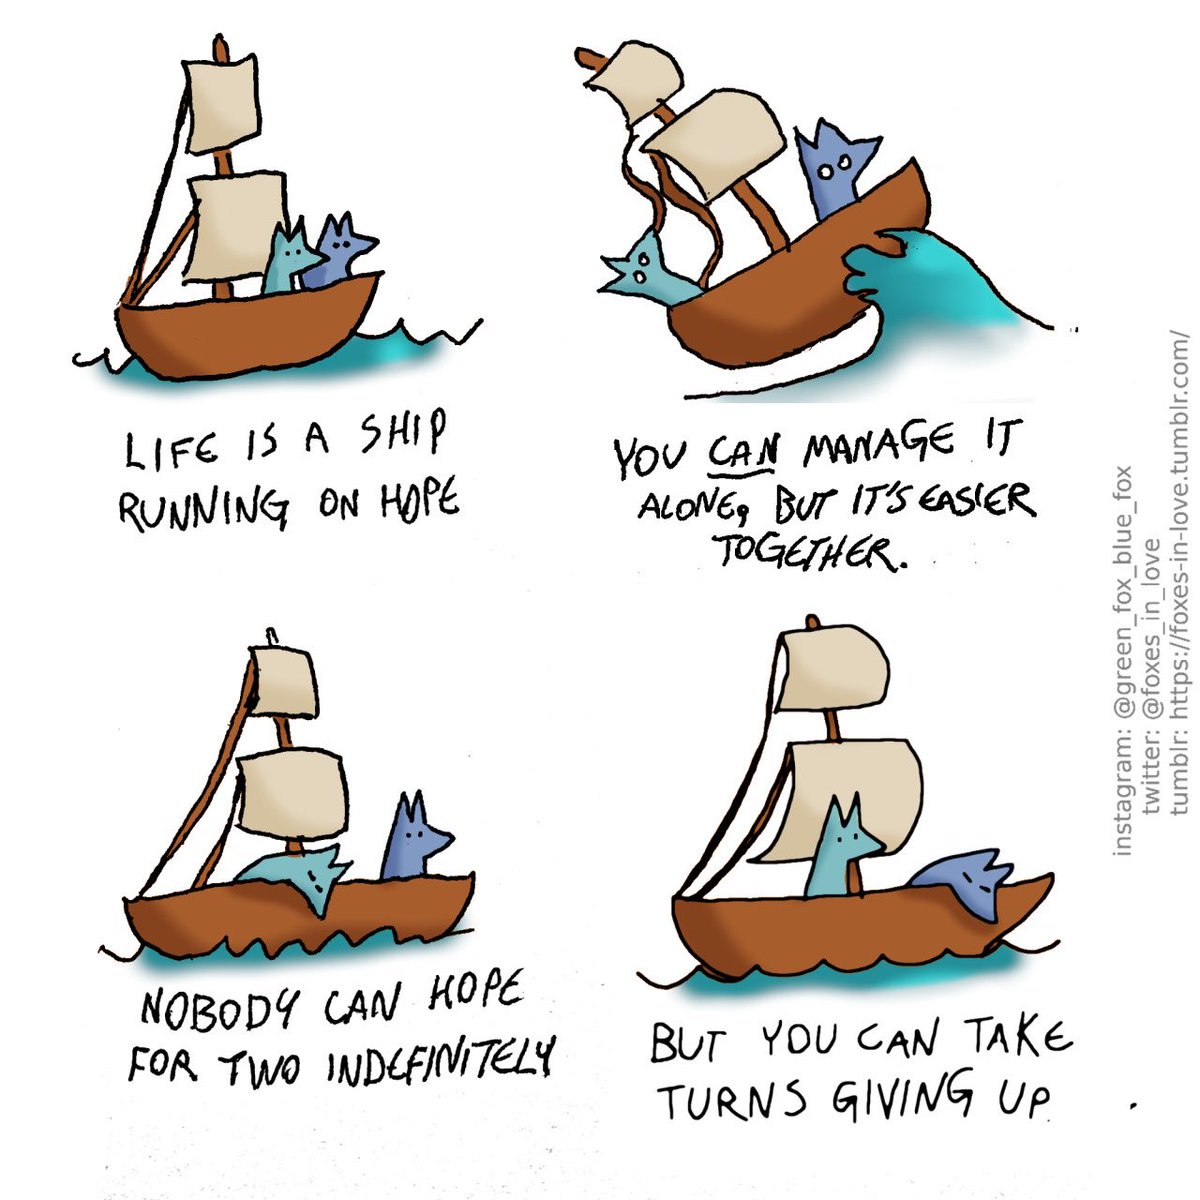 LIFE IS A SHIP
RUNNING ON HOPE
YOU CAN MANAGE IT
ALONE, BUT IT'S EASIER
TOGETHER.
NOBODY CAN HOPE
FOR TWO INDEFINITELY
BUT YOU CAN TAKE
TURNS GIVING UP
instagram: @green_fox_blue_fox
twitter: @foxes_in_love
tumblr: https://foxes-in-love.tumblr.com/